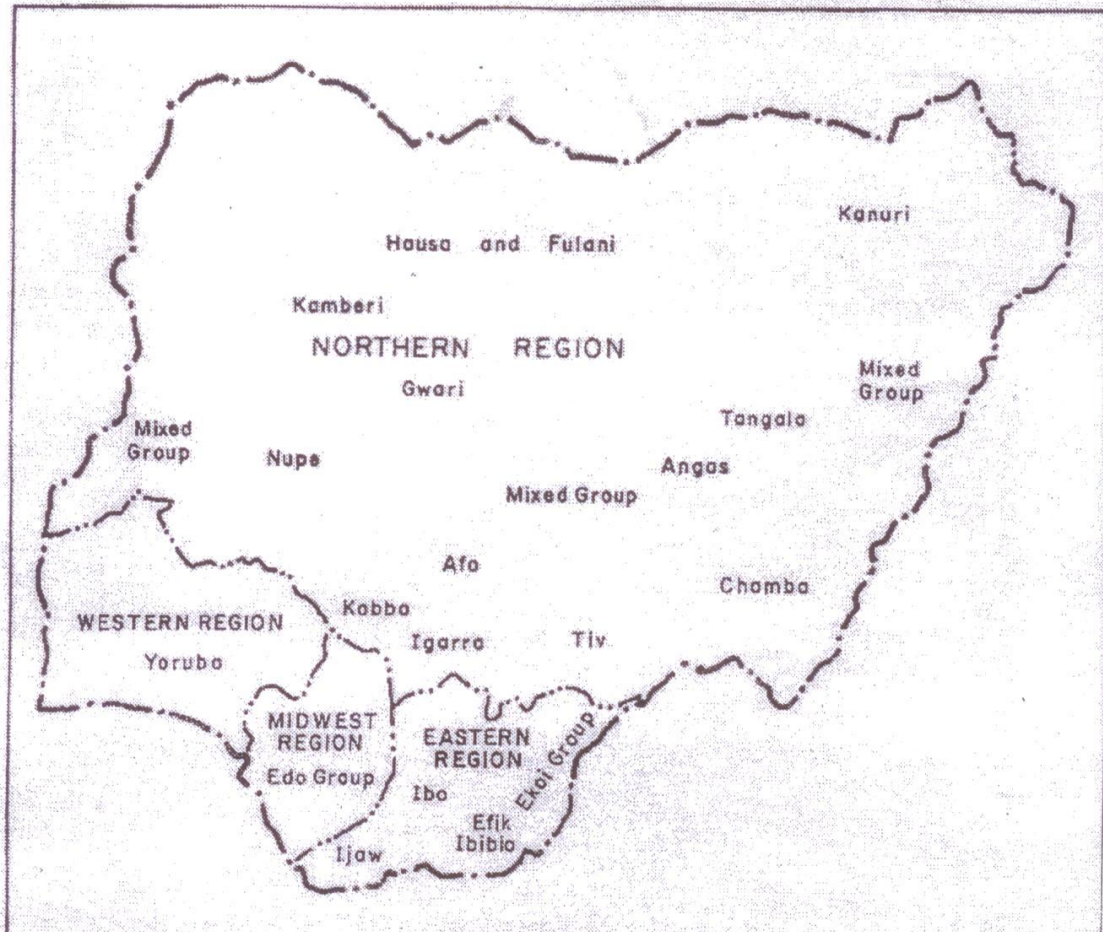 Kanuri
Hausa and Fulani
Kamberi
NORTHERN REGION
Gwari
Mixed
Group
Tangala
Mixed
Group
Nupe
Angas
Mixed Group
Afo
Chamba
Kabba
WESTERN REGION
Igarra
Tiv
Yoruba
MIDWEST
REGION
EASTERN
REGION
Ekoi Group
Edo Group
Ibo
Efik
Ibibio
Ijaw